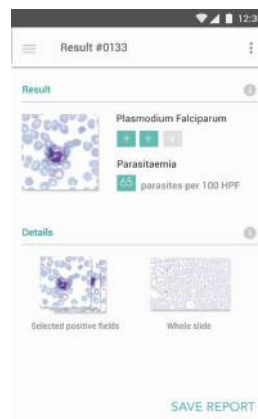 12:3
Result #0133
Result
Plasmodium Falciparum
+ + +
Parasitaemia
65 parasites per 100 HPF
Details
Selected positive fields
Whole slide
SAVE REPORT